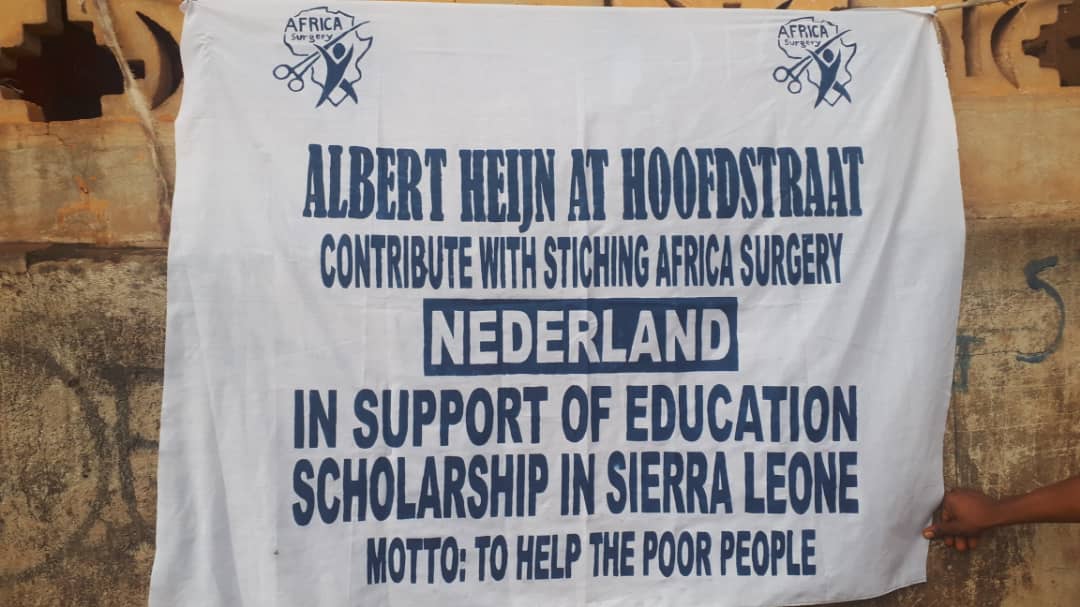 AFRICA
Surgery
AFRICA
Surgery
ALBERT HEIJN AT HOOFDSTRAAT
CONTRIBUTE WITH STICHING AFRICA SURGERY
NEDERLAND
IN SUPPORT OF EDUCATION
SCHOLARSHIP IN SIERRA LEONE
MOTTO: TO HELP THE POOR PEOPLE